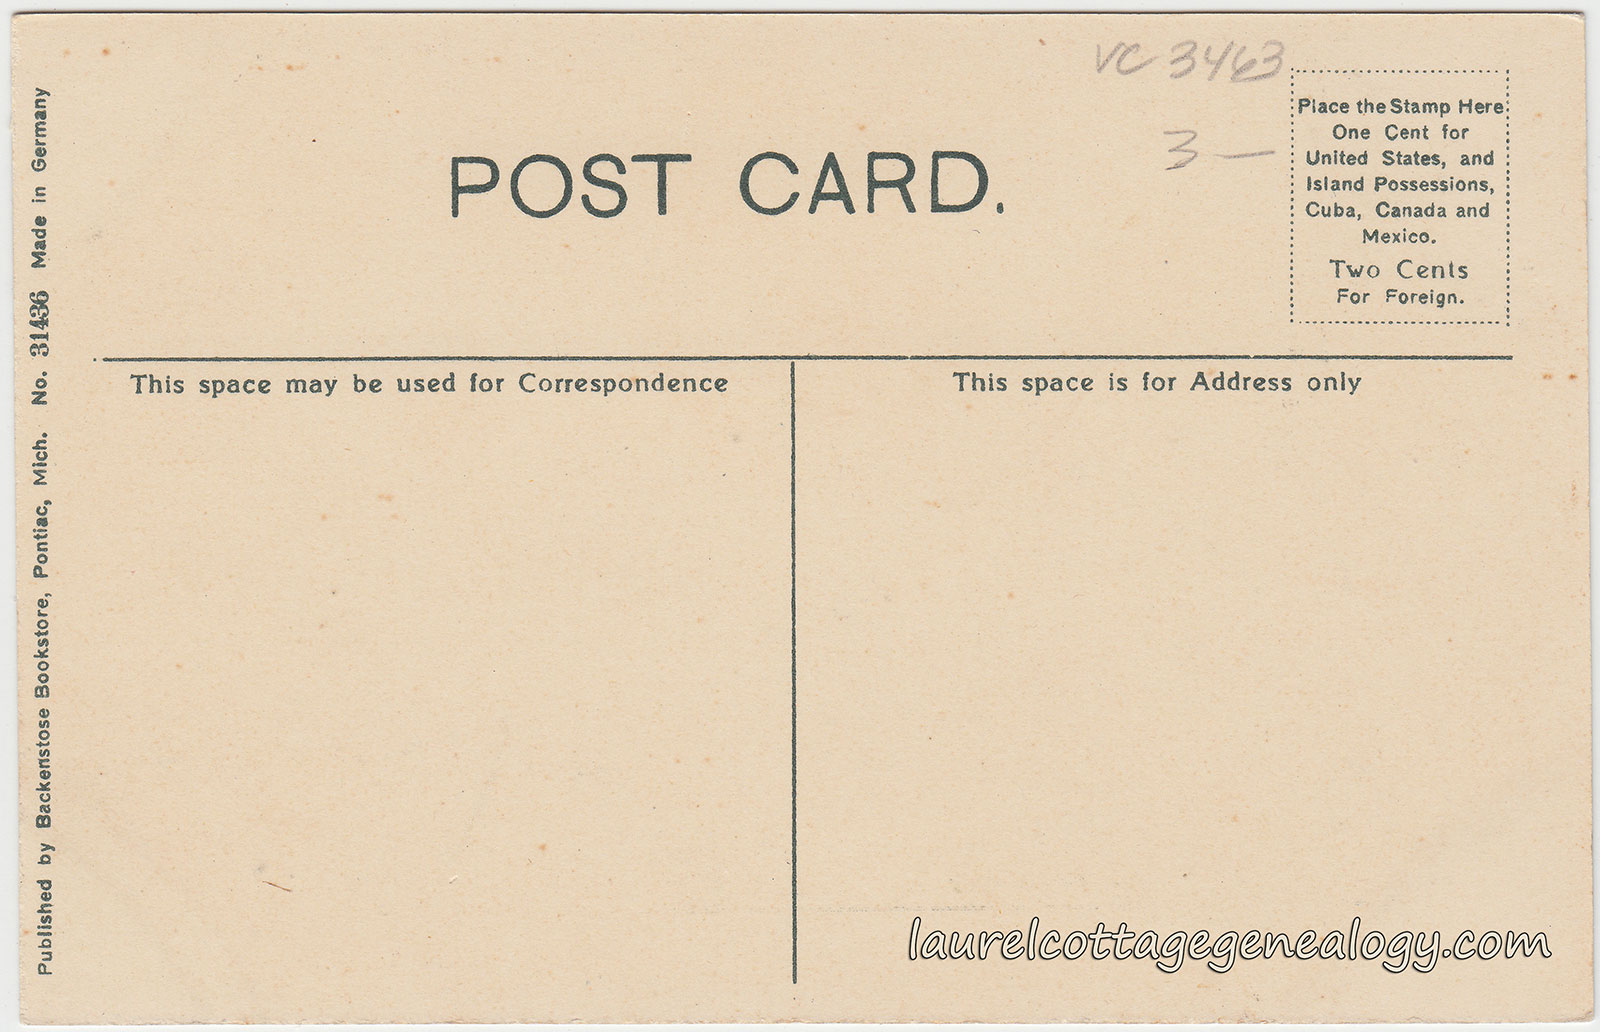 VC 3463
3 —
POST CARD.
Place the Stamp Here
One Cent for
United States, and
Island Possessions,
Cuba, Canada and
Mexico.
Two Cents
For Foreign.
This space may be used for Correspondence
This space is for Address only
Published by Backenstose Bookstore, Pontiac, Mich. No. 31436 Made in Germany
laurelcottagegenealogy.com